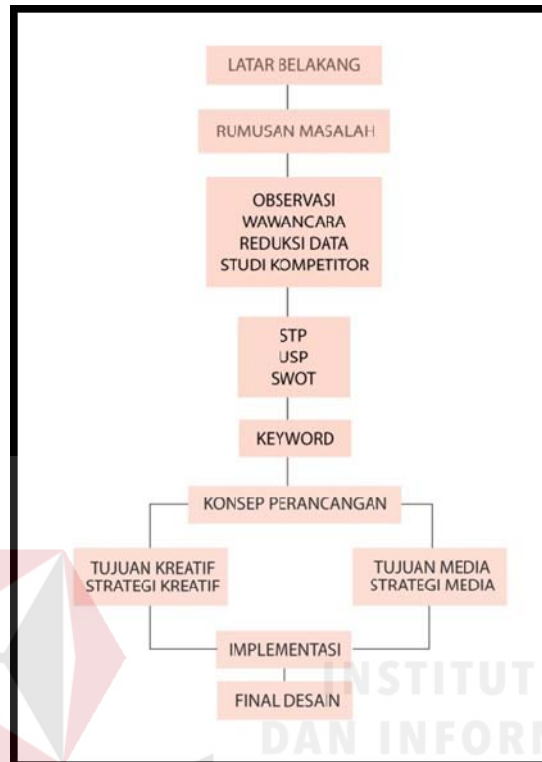 LATAR BELAKANG
RUMUSAN MASALAH
OBSERVASI
WAWANCARA
REDUKSI DATA
STUDI KOMPETITOR
STP
USP
SWOT
KEYWORD
KONSEP PERANCANGAN
TUJUAN KREATIF
STRATEGI KREATIF
TUJUAN MEDIA
STRATEGI MEDIA
IMPLEMENTASI
FINAL DESAIN
INSTITUT
DAN INFORM